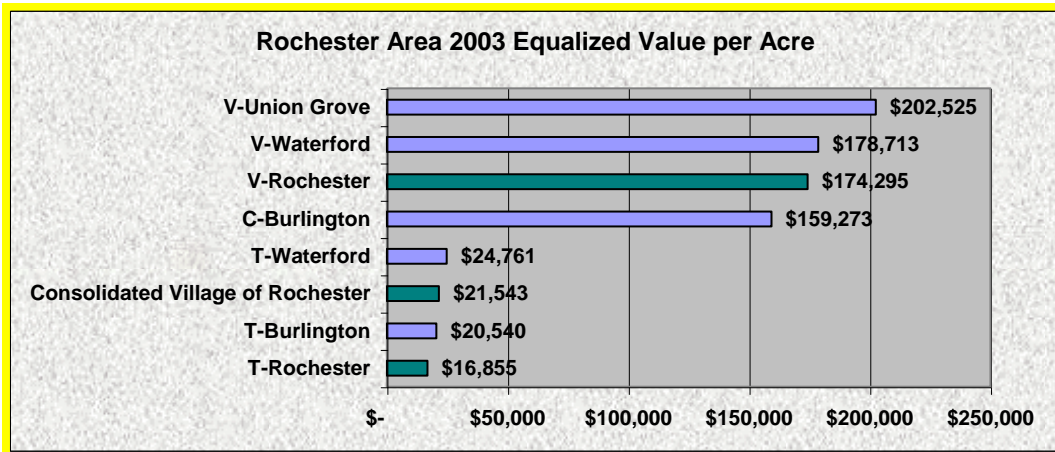 Rochester Area 2003 Equalized Value per Acre
V-Union Grove $202,525
V-Waterford $178,713
V-Rochester $174,295
C-Burlington $159,273
T-Waterford $24,761
Consolidated Village of Rochester $21,543
T-Burlington $20,540
T-Rochester $16,855
$- $50,000 $100,000 $150,000 $200,000 $250,000